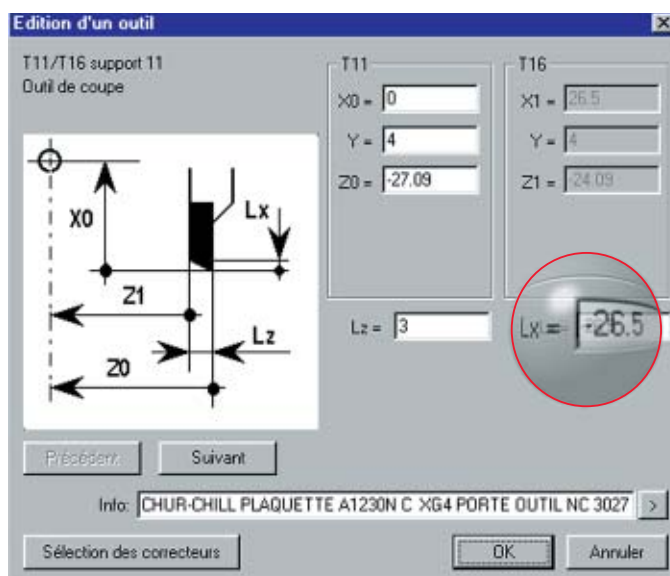 Edition d'un outil
T11/T16 support 11
Outil de coupe
X0
Lx
Z1
Lz
Z0
T11
X0 = 0
Y = 4
Z0 = -27.09
T16
X1 = 26.5
Y = 4
Z1 = -24.09
Lz = 3
Lx = -26.5
Précédent
Suivant
Info: CHUR-CHILL PLAQUETTE A1230N C XG4 PORTE OUTIL NC 3027 >
Sélection des correcteurs
OK
Annuler